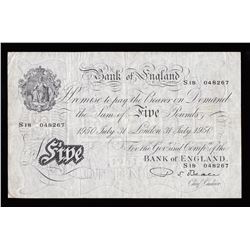 Bank of England
S18 048267
I Promise to pay the Bearer on Demand
the Sum of Five Pounds
1950 July 31 London 31 July 1950
For the Gov.r and Comp.a of the
BANK OF ENGLAND.
S18 048267
Five
P. S. Beale
Chief Cashier